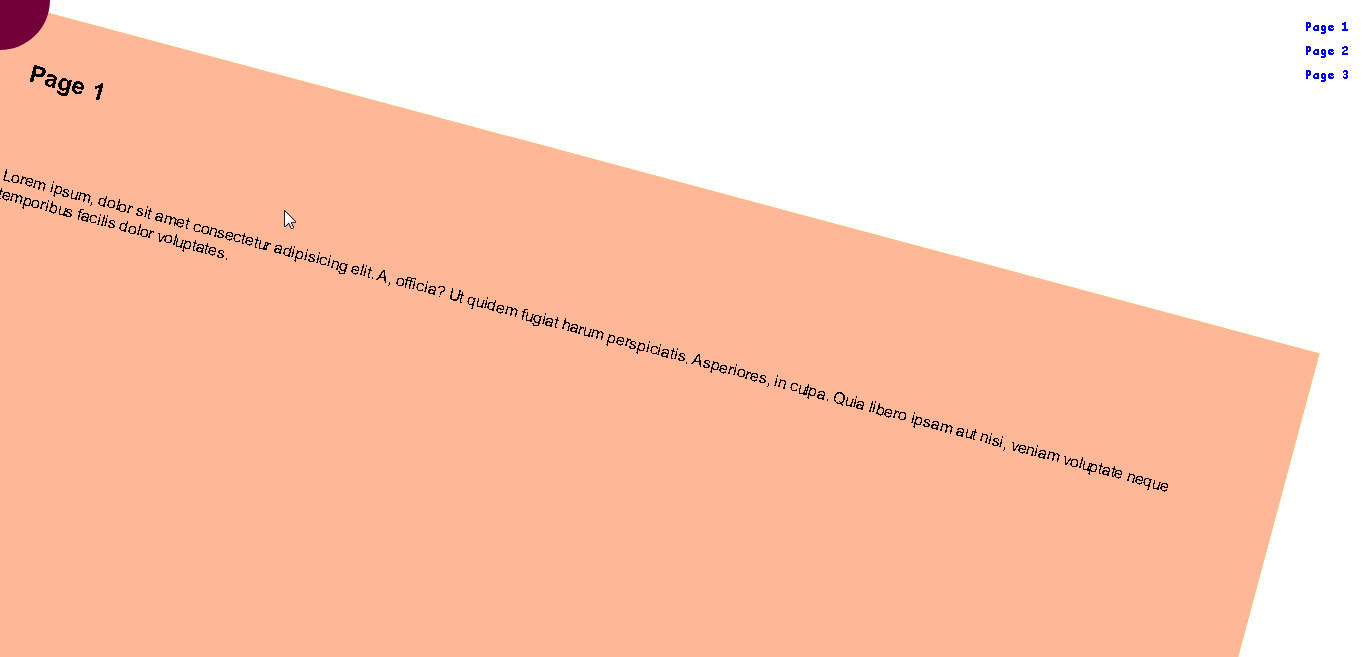 Page 1
Page 2
Page 3
Page 1
Lorem ipsum, dolor sit amet consectetur adipisicing elit. A, officia? Ut quidem fugiat harum perspiciatis. Asperiores, in culpa. Quia libero ipsam aut nisi, veniam voluptate neque
temporibus facilis dolor voluptates.